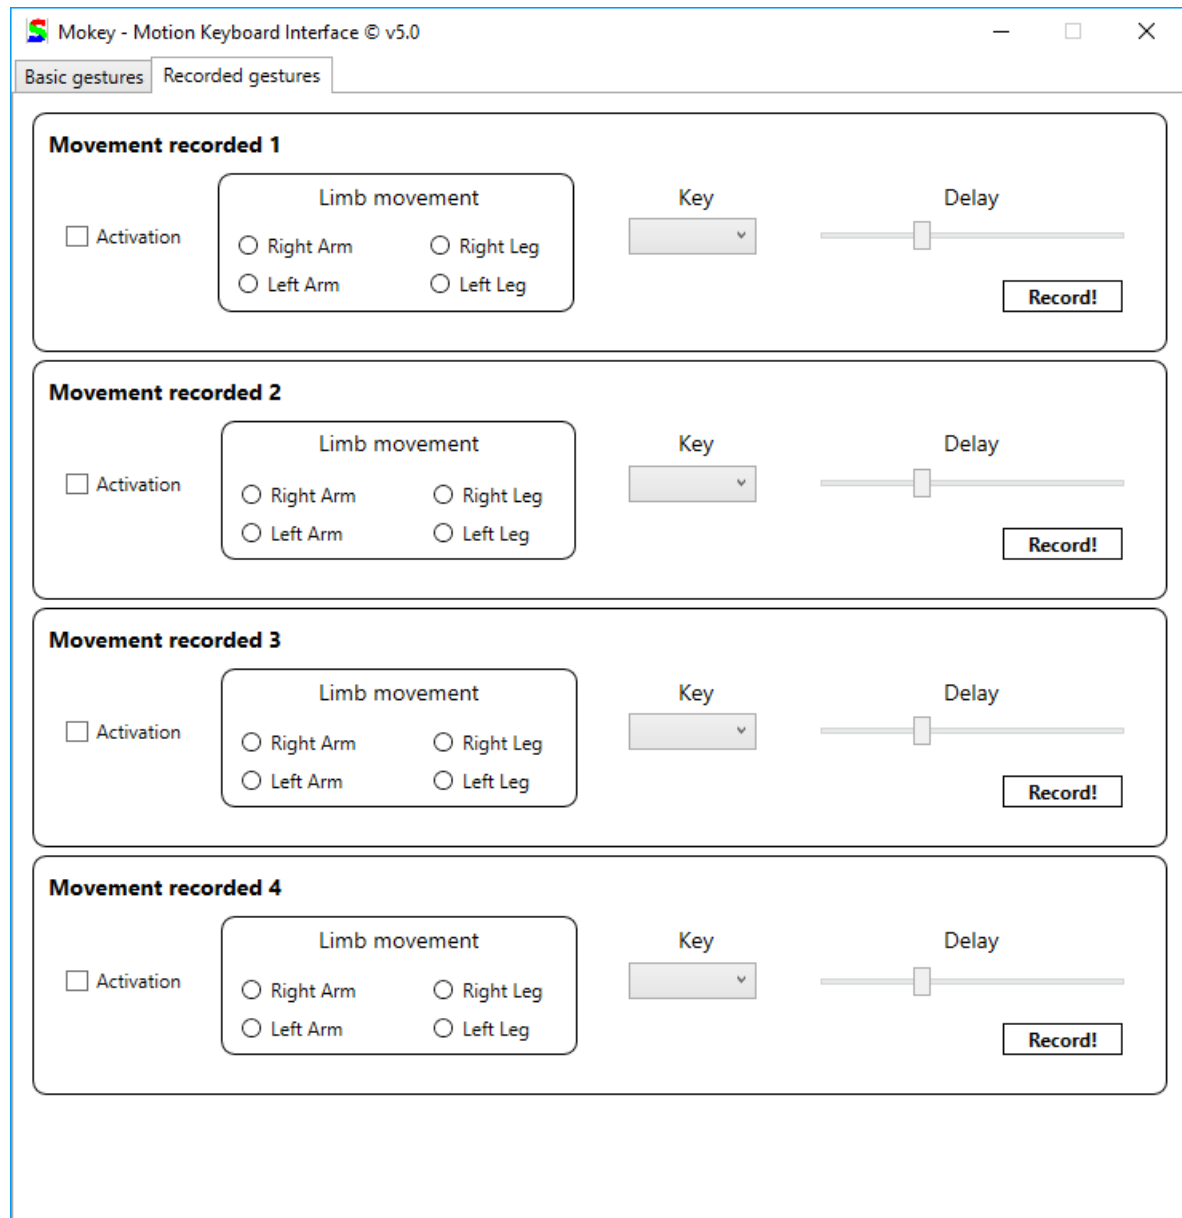 Mokey - Motion Keyboard Interface © v5.0
Basic gestures Recorded gestures
Movement recorded 1
Limb movement Key Delay
Activation
Right Arm Right Leg
Left Arm Left Leg
Record!
Movement recorded 2
Limb movement Key Delay
Activation
Right Arm Right Leg
Left Arm Left Leg
Record!
Movement recorded 3
Limb movement Key Delay
Activation
Right Arm Right Leg
Left Arm Left Leg
Record!
Movement recorded 4
Limb movement Key Delay
Activation
Right Arm Right Leg
Left Arm Left Leg
Record!